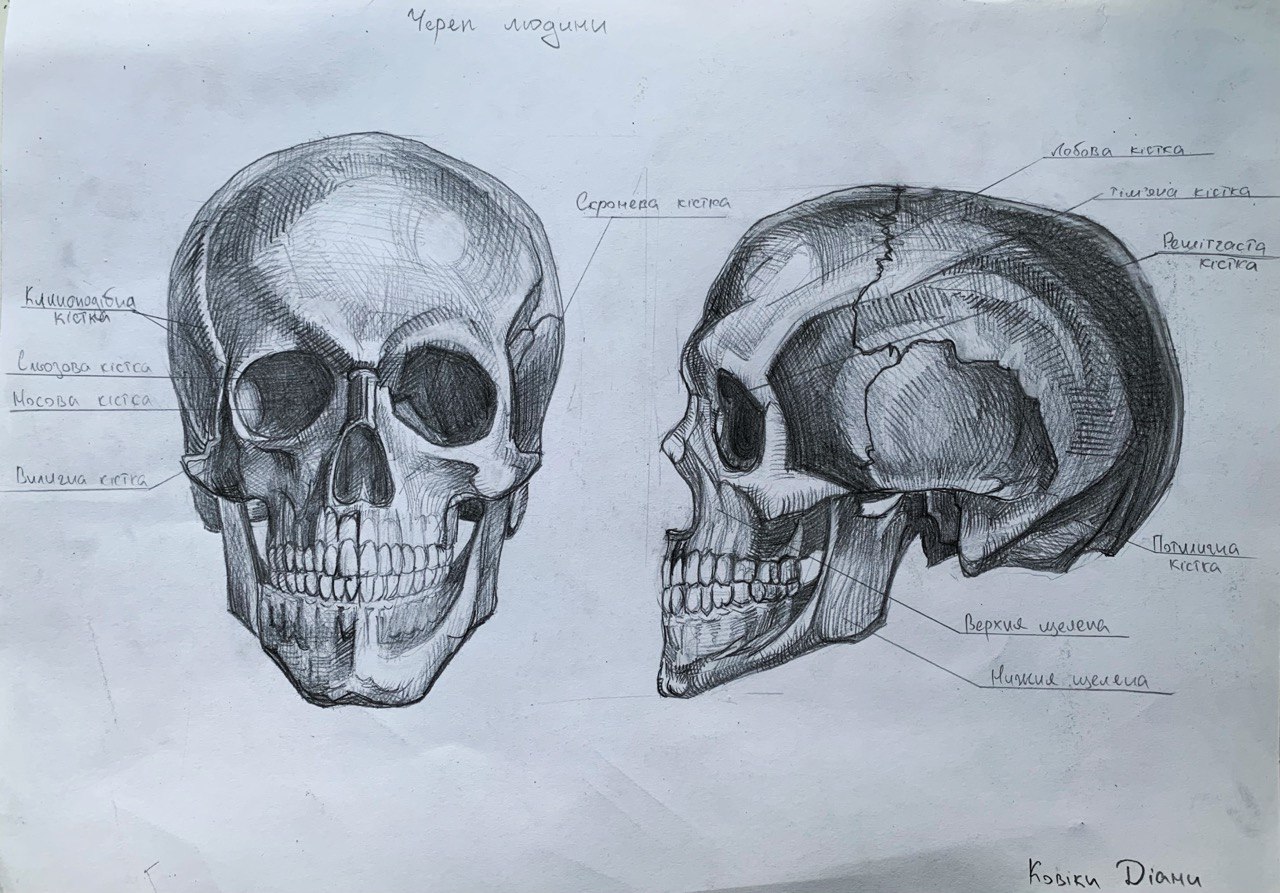 Череп людини
Скронева кістка
Клиноподібна
кістка
Слізова кістка
Носова кістка
Вилична кістка
Лобова кістка
Тім'яна кістка
Решітчаста
кістка
Потилична
кістка
Верхня щелепа
Нижня щелепа
Ковіки Діани